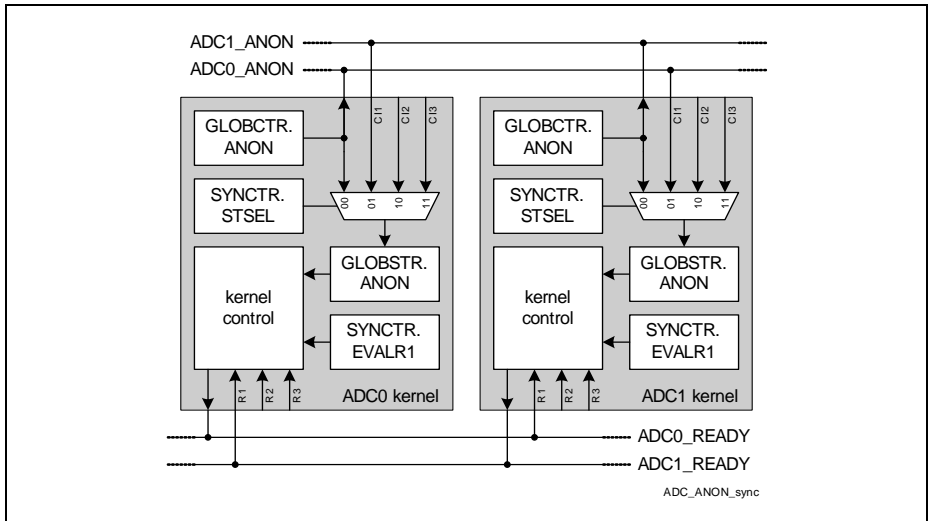 ADC1_ANON
ADC0_ANON
GLOBCTR.
ANON
CI1
CI2
CI3
SYNCTR.
STSEL
00
01
10
11
GLOBSTR.
ANON
kernel
control
SYNCTR.
EVALR1
R1
R2
R3
ADC0 kernel
GLOBCTR.
ANON
CI1
CI2
CI3
SYNCTR.
STSEL
00
01
10
11
GLOBSTR.
ANON
kernel
control
SYNCTR.
EVALR1
R1
R2
R3
ADC1 kernel
ADC0_READY
ADC1_READY
ADC_ANON_sync